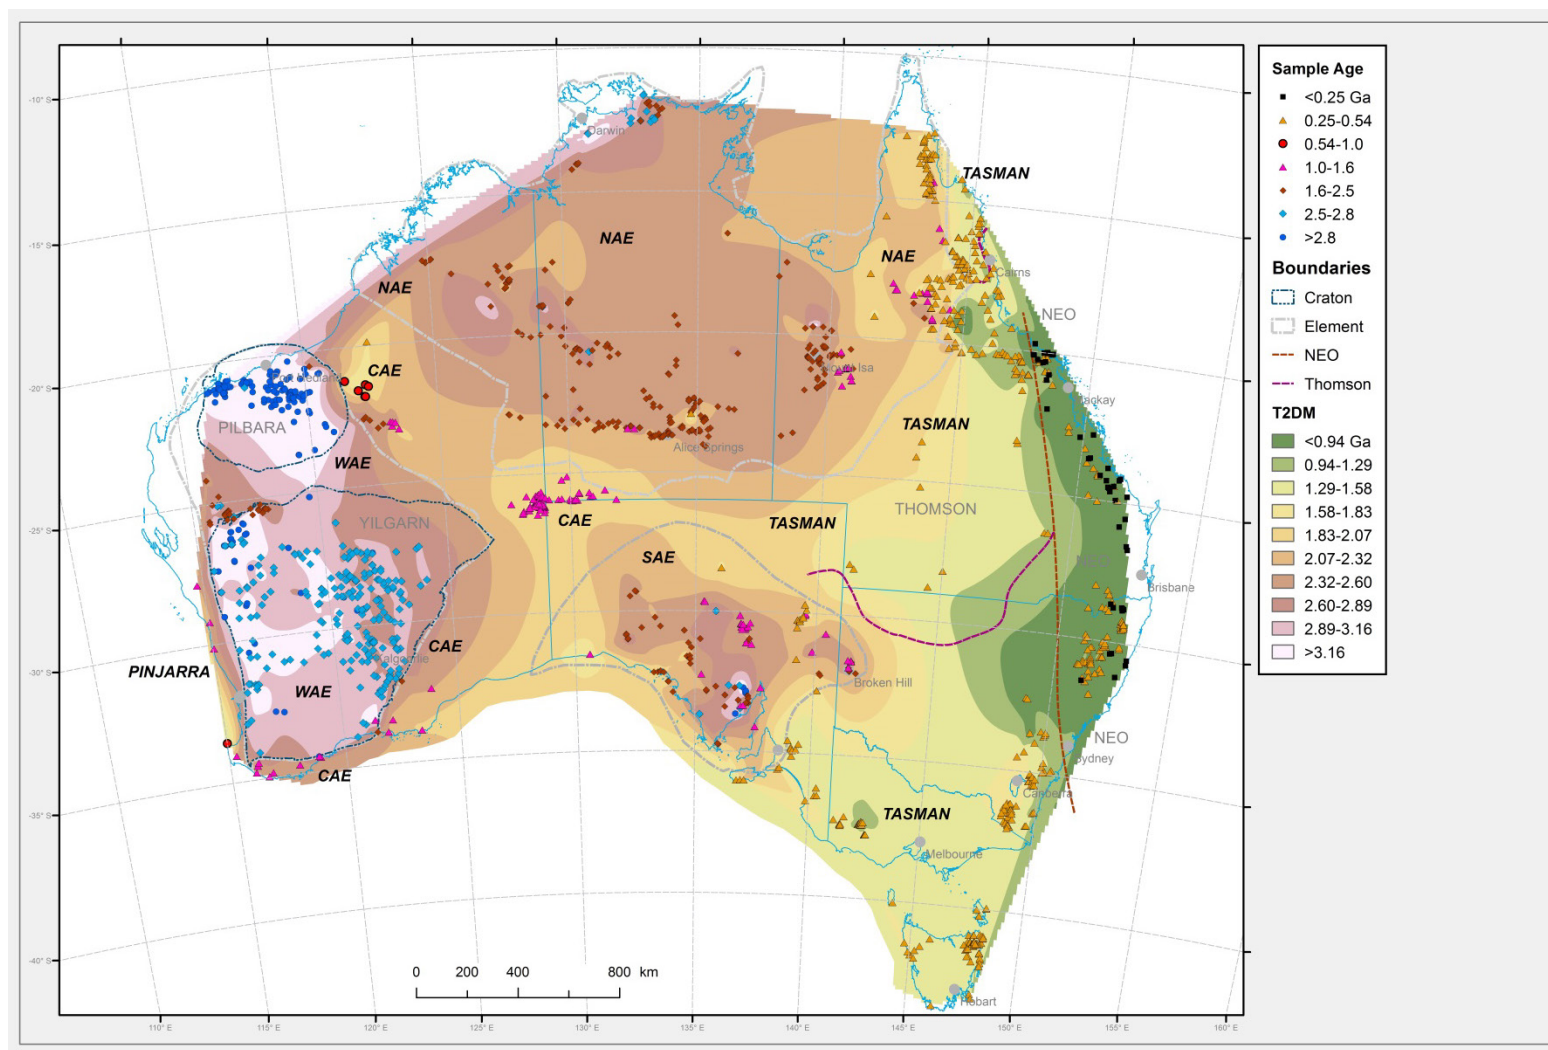 Sample Age
<0.25 Ga
0.25-0.54
0.54-1.0
1.0-1.6
1.6-2.5
2.5-2.8
>2.8
Boundaries
Craton
Element
NEO
Thomson
T2DM
<0.94 Ga
0.94-1.29
1.29-1.58
1.58-1.83
1.83-2.07
2.07-2.32
2.32-2.60
2.60-2.89
2.89-3.16
>3.16
-10° S
-15° S
-20° S
-25° S
-30° S
-35° S
-40° S
Darwin
TASMAN
NAE
NAE
Cairns
NAE
NEO
CAE
Mount Isa
Mackay
PILBARA
TASMAN
Alice Springs
WAE
THOMSON
YILGARN
CAE
TASMAN
SAE
NEO
Brisbane
CAE
Kalgoorlie
PINJARRA
WAE
Broken Hill
NEO
Sydney
CAE
Canberra
TASMAN
Melbourne
Hobart
0 200 400 800 km
110° E 115° E 120° E 125° E 130° E 135° E 140° E 145° E 150° E 155° E 160° E